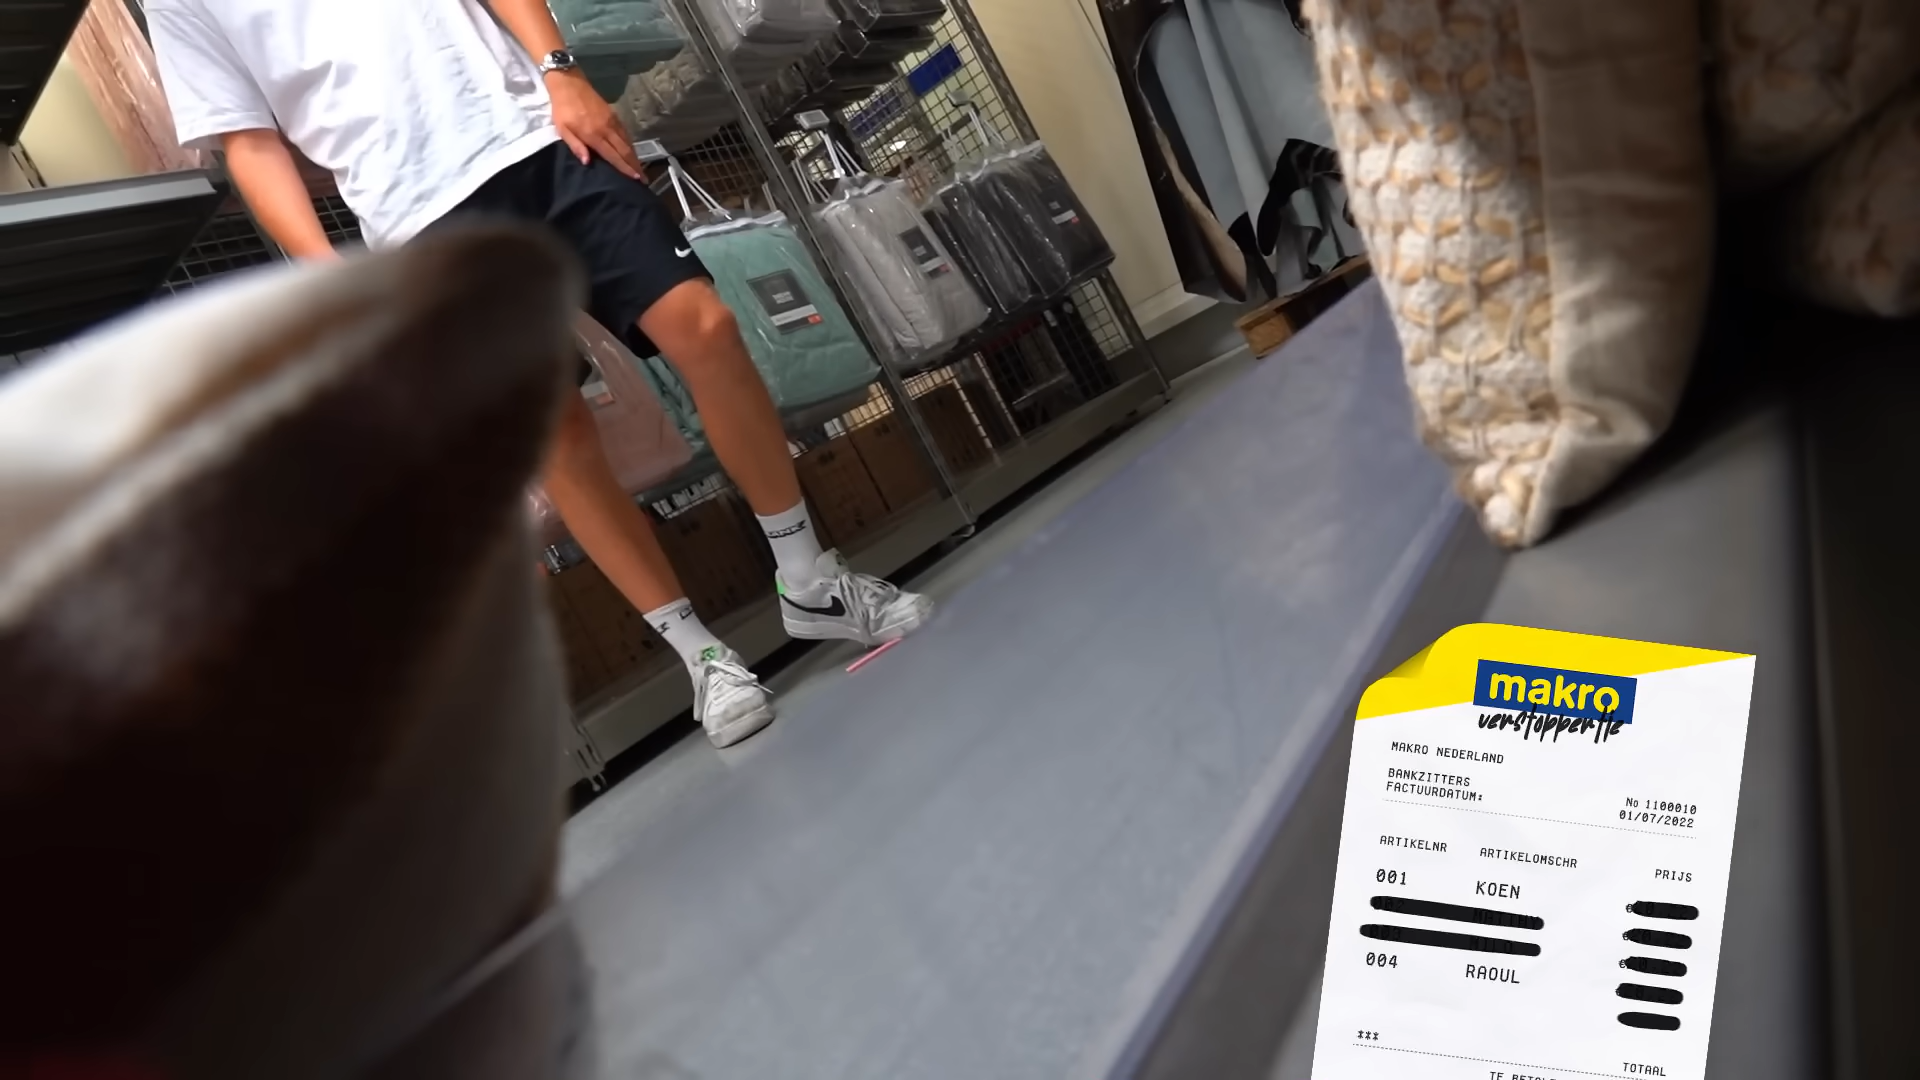 makro
verstoppertje
MAKRO NEDERLAND
BANKZITTERS
FACTUURDATUM:
No 1100010
01/07/2022
ARTIKELNR ARTIKELOMSCHR PRIJS
001 KOEN
004 RAOUL
***
TOTAAL